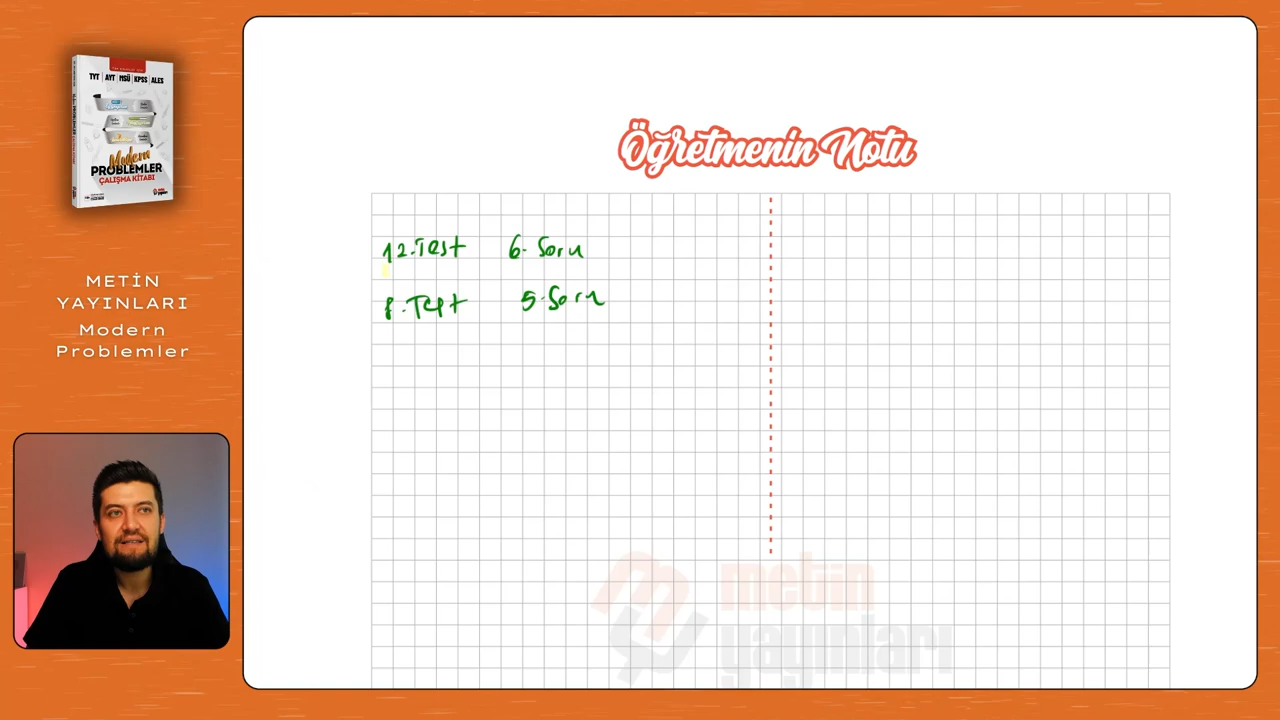 TYT | AYT | MSÜ | KPSS | ALES
Modern
PROBLEMLER
ÇALIŞMA KİTABI
METİN
YAYINLARI
Modern
Problemler
Öğretmenin Notu
12.Test 6. Soru
8.Test 5.Soru
metin
yayınları